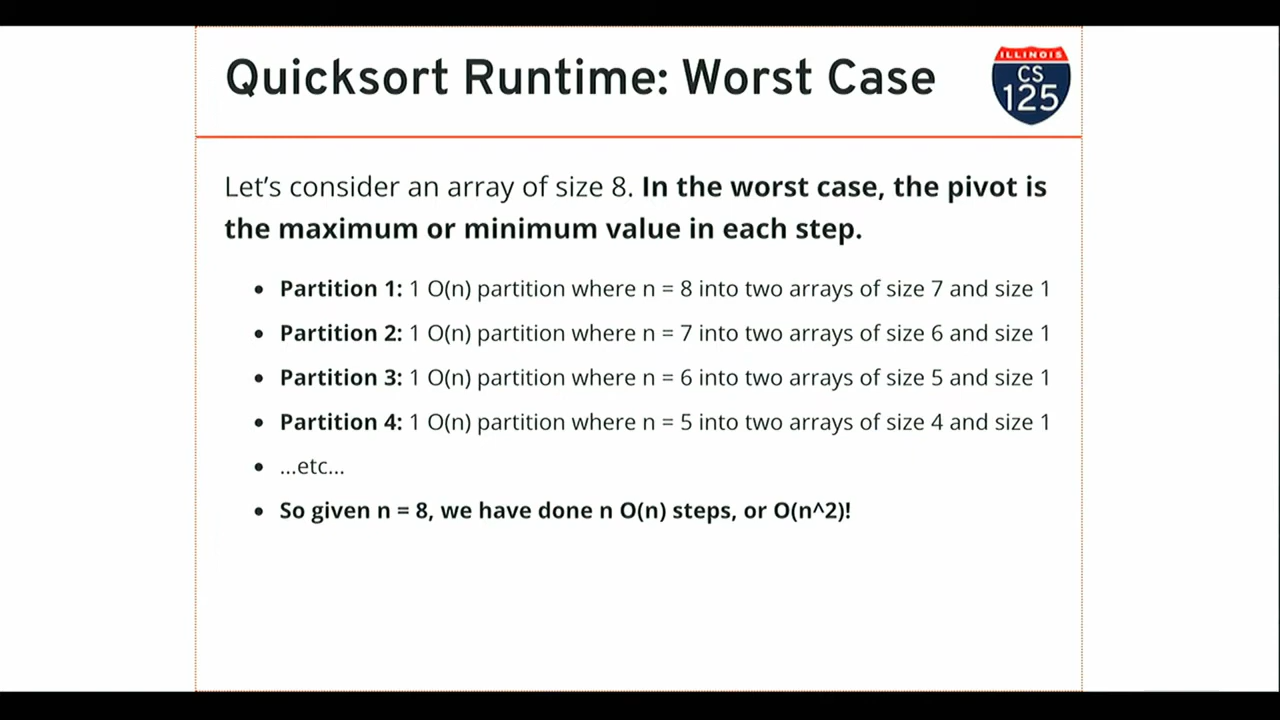 Quicksort Runtime: Worst Case
ILLINOIS
CS
125
Let's consider an array of size 8. In the worst case, the pivot is
the maximum or minimum value in each step.
• Partition 1: 1 O(n) partition where n = 8 into two arrays of size 7 and size 1
• Partition 2: 1 O(n) partition where n = 7 into two arrays of size 6 and size 1
• Partition 3: 1 O(n) partition where n = 6 into two arrays of size 5 and size 1
• Partition 4: 1 O(n) partition where n = 5 into two arrays of size 4 and size 1
• ...etc...
• So given n = 8, we have done n O(n) steps, or O(n^2)!